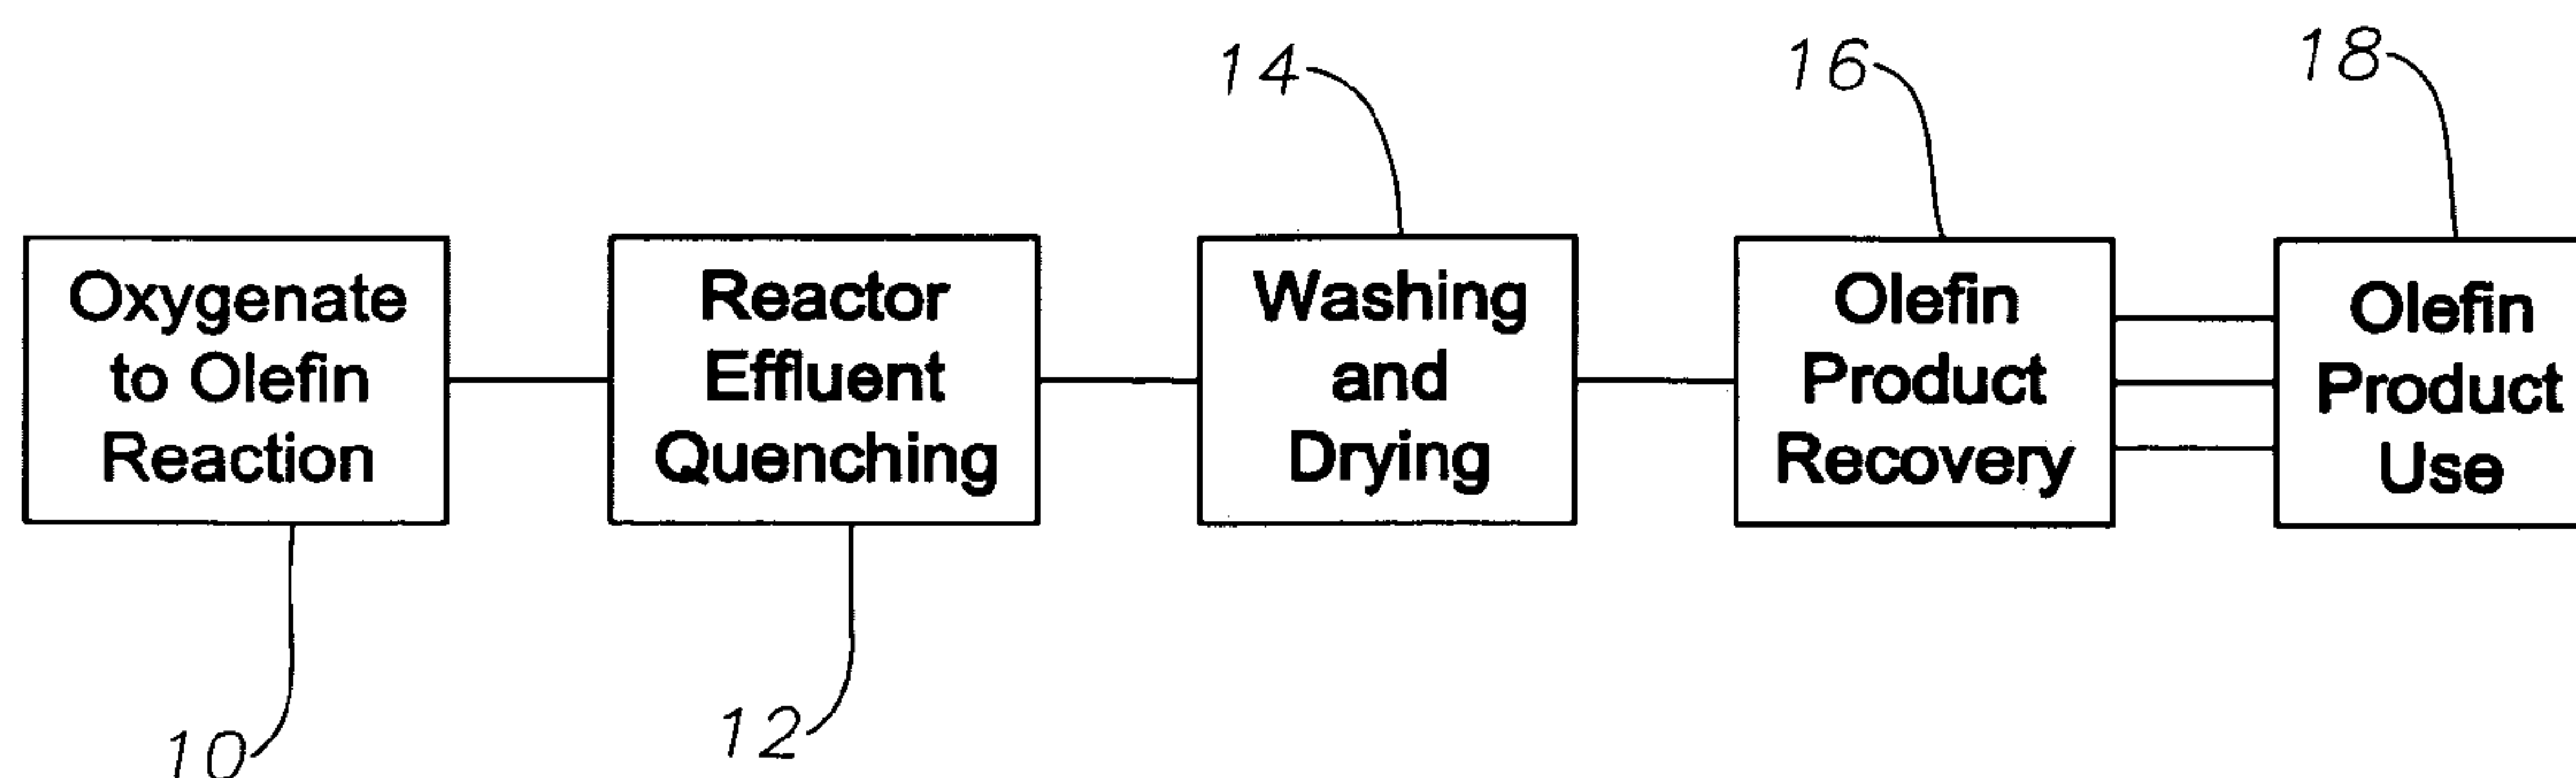 14
16
18
Oxygenate
to Olefin
Reaction
Reactor
Effluent
Quenching
Washing
and
Drying
Olefin
Product
Recovery
Olefin
Product
Use
10
12